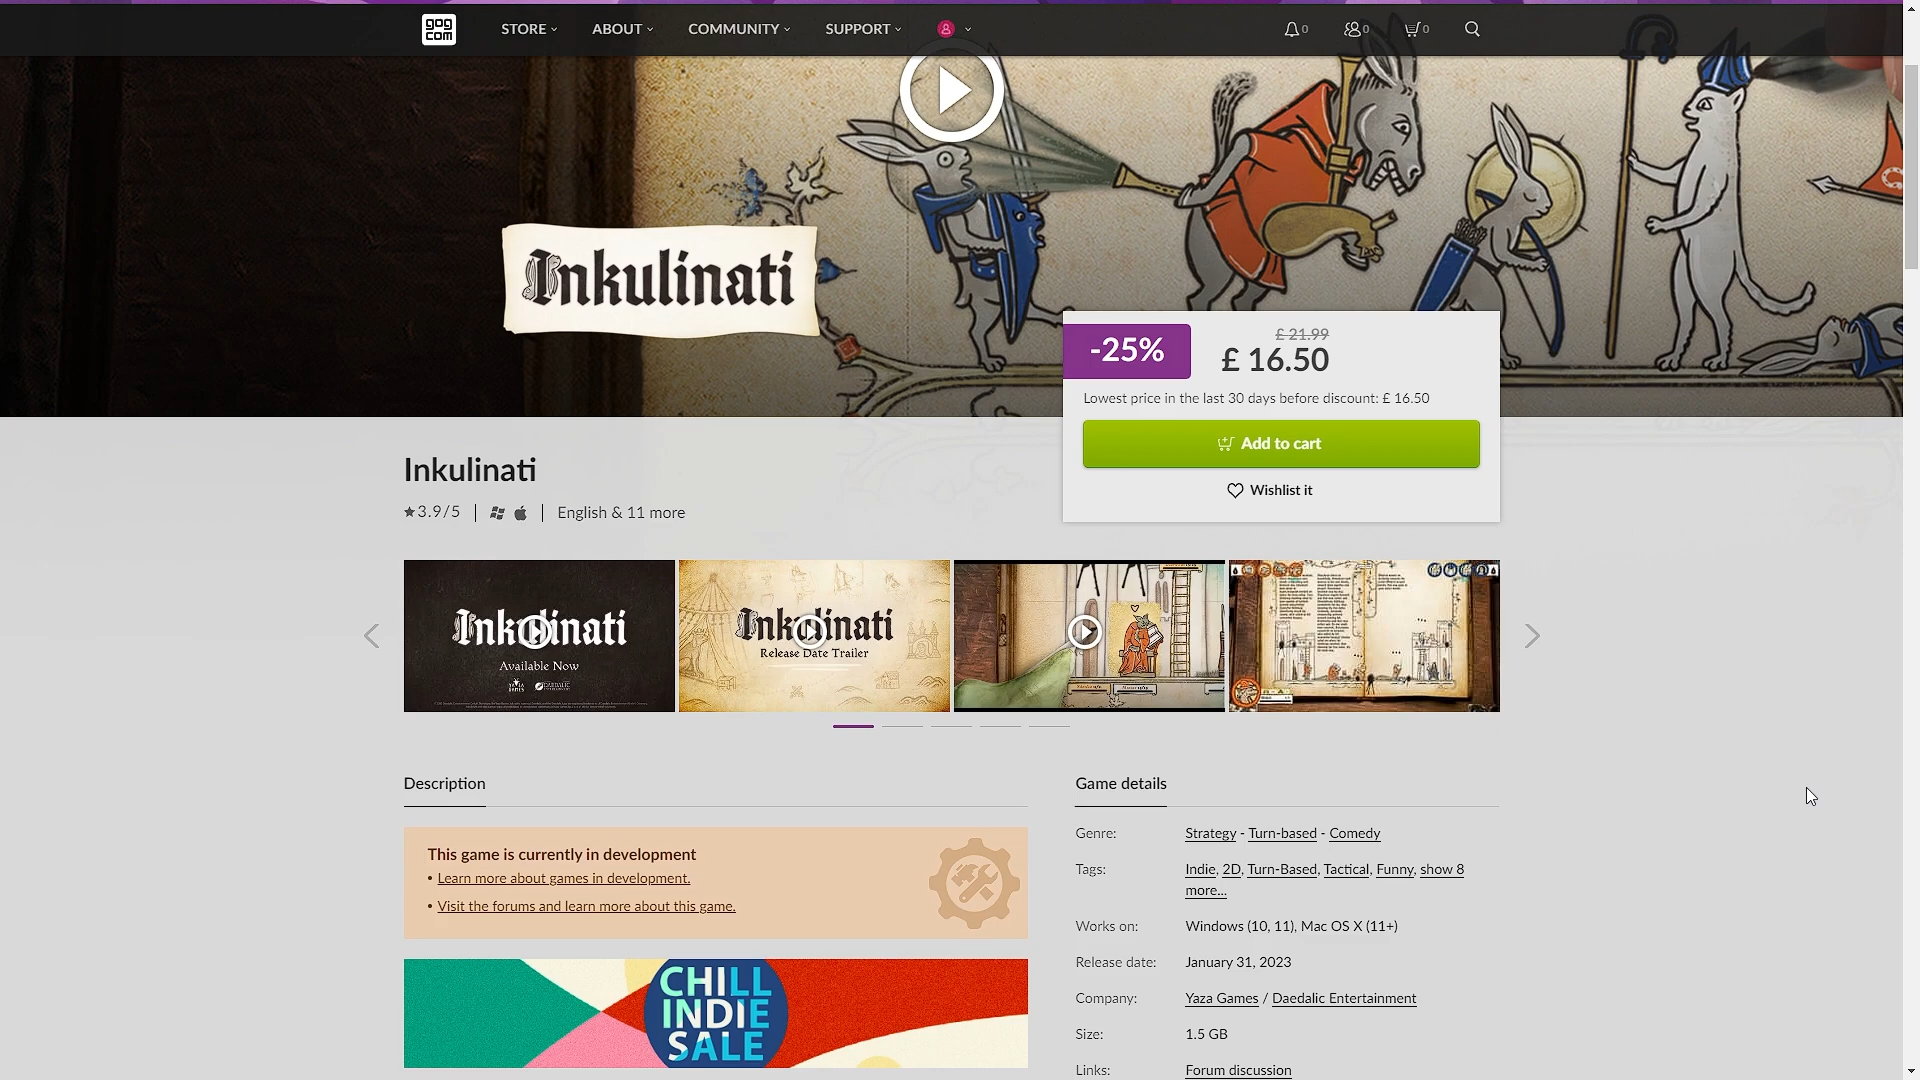 gog
com
STORE
ABOUT
COMMUNITY
SUPPORT
0
0
0
Inkulinati
-25%
£ 21.99
£ 16.50
Lowest price in the last 30 days before discount: £ 16.50
Add to cart
Wishlist it
Inkulinati
3.9/5
English & 11 more
Inkulinati
Available Now
Inkulinati
Release Date Trailer
Description
This game is currently in development
• Learn more about games in development.
• Visit the forums and learn more about this game.
CHILL
INDIE
SALE
Game details
Genre: Strategy - Turn-based - Comedy
Tags: Indie, 2D, Turn-Based, Tactical, Funny, show 8
more...
Works on: Windows (10, 11), Mac OS X (11+)
Release date: January 31, 2023
Company: Yaza Games / Daedalic Entertainment
Size: 1.5 GB
Links: Forum discussion